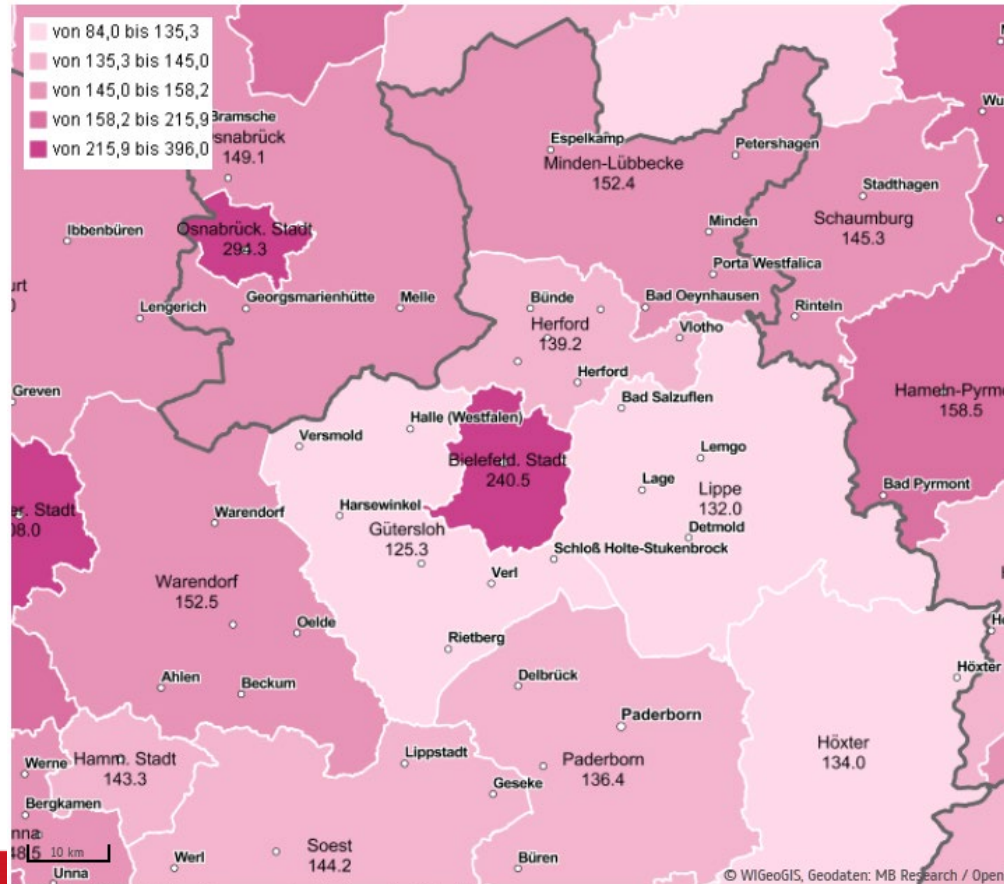 von 84,0 bis 135,3
von 135,3 bis 145,0
von 145,0 bis 158,2
von 158,2 bis 215,9
von 215,9 bis 396,0
Bramsche
149.1
Espelkamp
Minden-Lübbecke
152.4
Petershagen
Stadthagen
Schaumburg
145.3
Ibbenbüren
Osnabrück. Stadt
294.3
Minden
Porta Westfalica
Lengerich
Georgsmarienhütte
Melle
Bünde
Bad Oeynhausen
Rinteln
Herford
139.2
Vlotho
Greven
Herford
Bad Salzuflen
Hameln-Pyrmo
158.5
Halle (Westfalen)
Versmold
Bielefeld. Stadt
240.5
Lemgo
Lage
Lippe
132.0
Bad Pyrmont
er. Stadt
08.0
Warendorf
Harsewinkel
Gütersloh
125.3
Detmold
Schloß Holte-Stukenbrock
Verl
Warendorf
152.5
Oelde
Rietberg
Ahlen
Beckum
Delbrück
Höxter
Paderborn
Höxter
134.0
Werne
Hamm. Stadt
143.3
Lippstadt
Paderborn
136.4
Geseke
Bergkamen
10 km
Unna
Werl
Soest
144.2
Büren
© WIGeoGIS, Geodaten: MB Research / Open